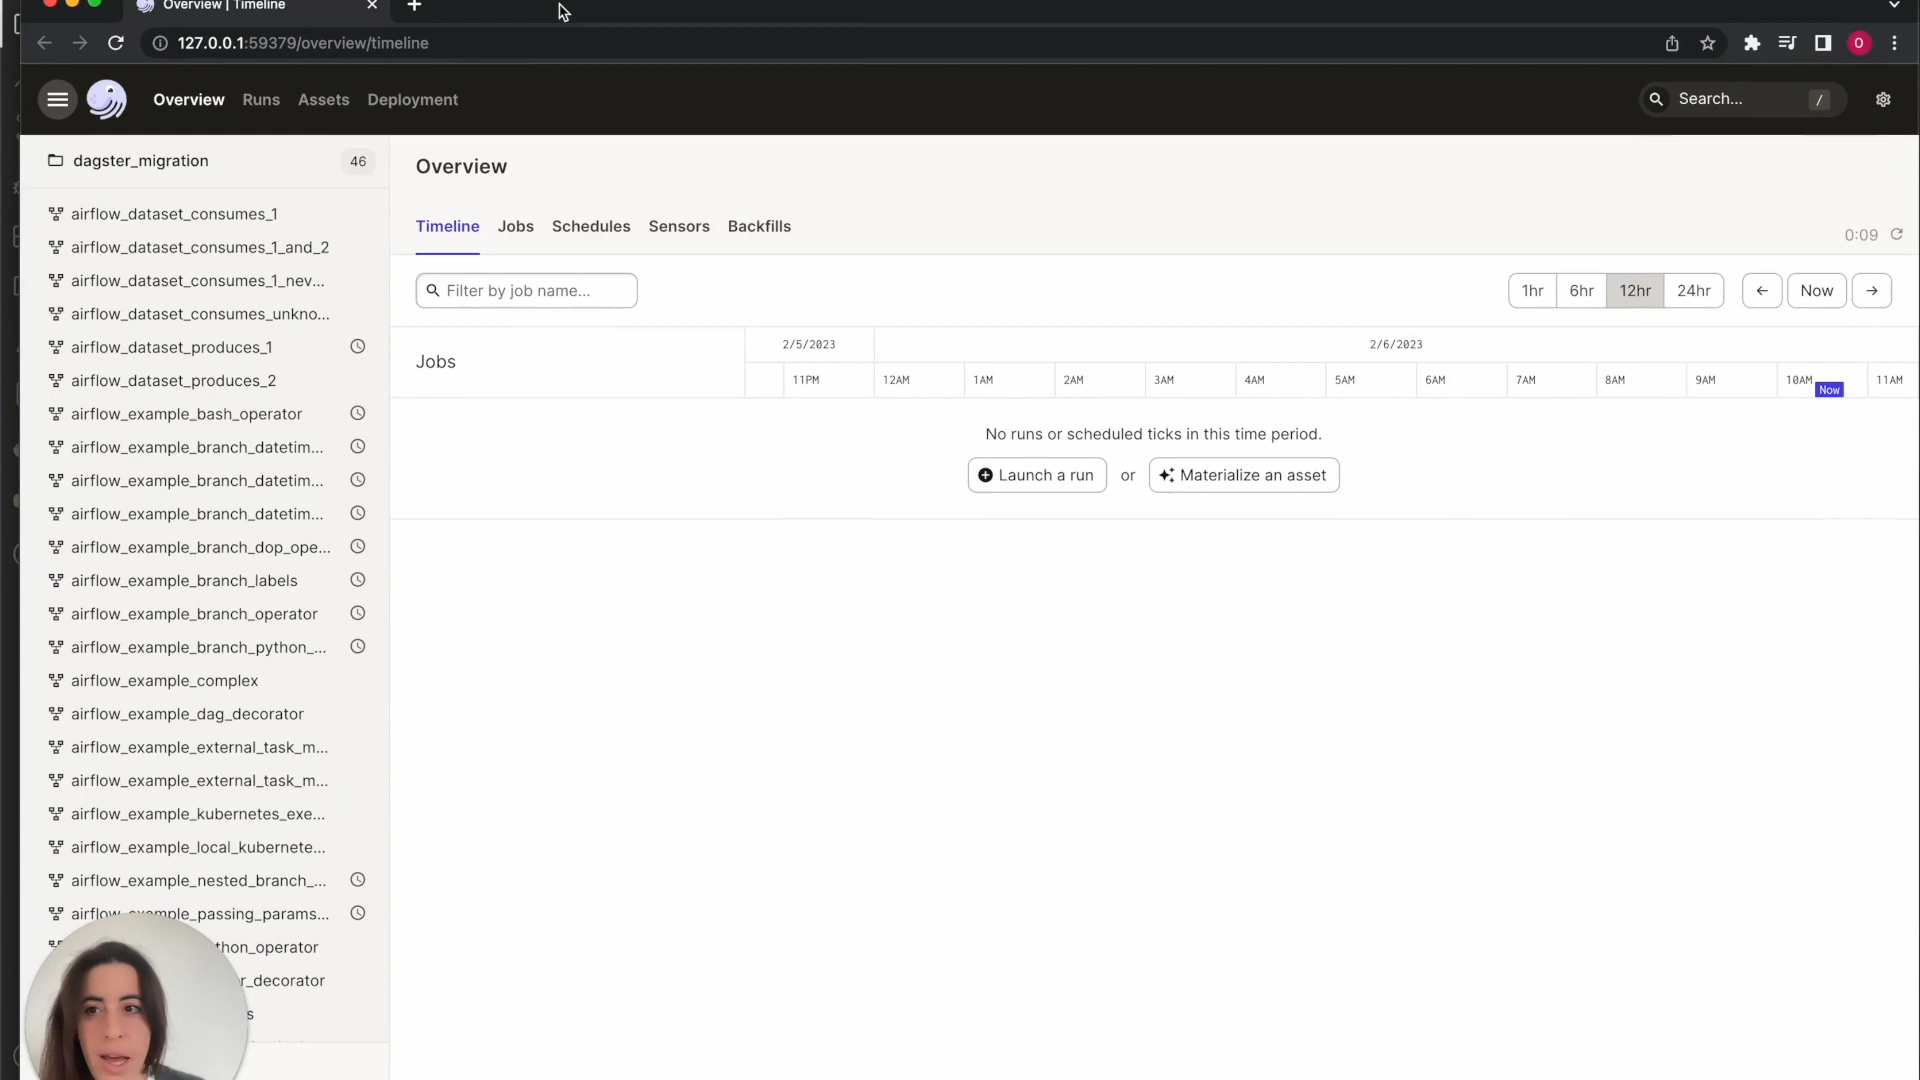 Overview | Timeline
127.0.0.1:59379/overview/timeline
O
Overview Runs Assets Deployment
Search... /
dagster_migration 46
airflow_dataset_consumes_1
airflow_dataset_consumes_1_and_2
airflow_dataset_consumes_1_nev...
airflow_dataset_consumes_unkno...
airflow_dataset_produces_1
airflow_dataset_produces_2
airflow_example_bash_operator
airflow_example_branch_datetim...
airflow_example_branch_datetim...
airflow_example_branch_datetim...
airflow_example_branch_dop_ope...
airflow_example_branch_labels
airflow_example_branch_operator
airflow_example_branch_python_...
airflow_example_complex
airflow_example_dag_decorator
airflow_example_external_task_m...
airflow_example_external_task_m...
airflow_example_kubernetes_exe...
airflow_example_local_kubernete...
airflow_example_nested_branch_...
airflow_example_passing_params...
thon_operator
r_decorator
s
Overview
Timeline Jobs Schedules Sensors Backfills
0:09
Filter by job name...
1hr 6hr 12hr 24hr ← Now →
Jobs
2/5/2023 2/6/2023
11PM 12AM 1AM 2AM 3AM 4AM 5AM 6AM 7AM 8AM 9AM 10AM 11AM
Now
No runs or scheduled ticks in this time period.
Launch a run or Materialize an asset